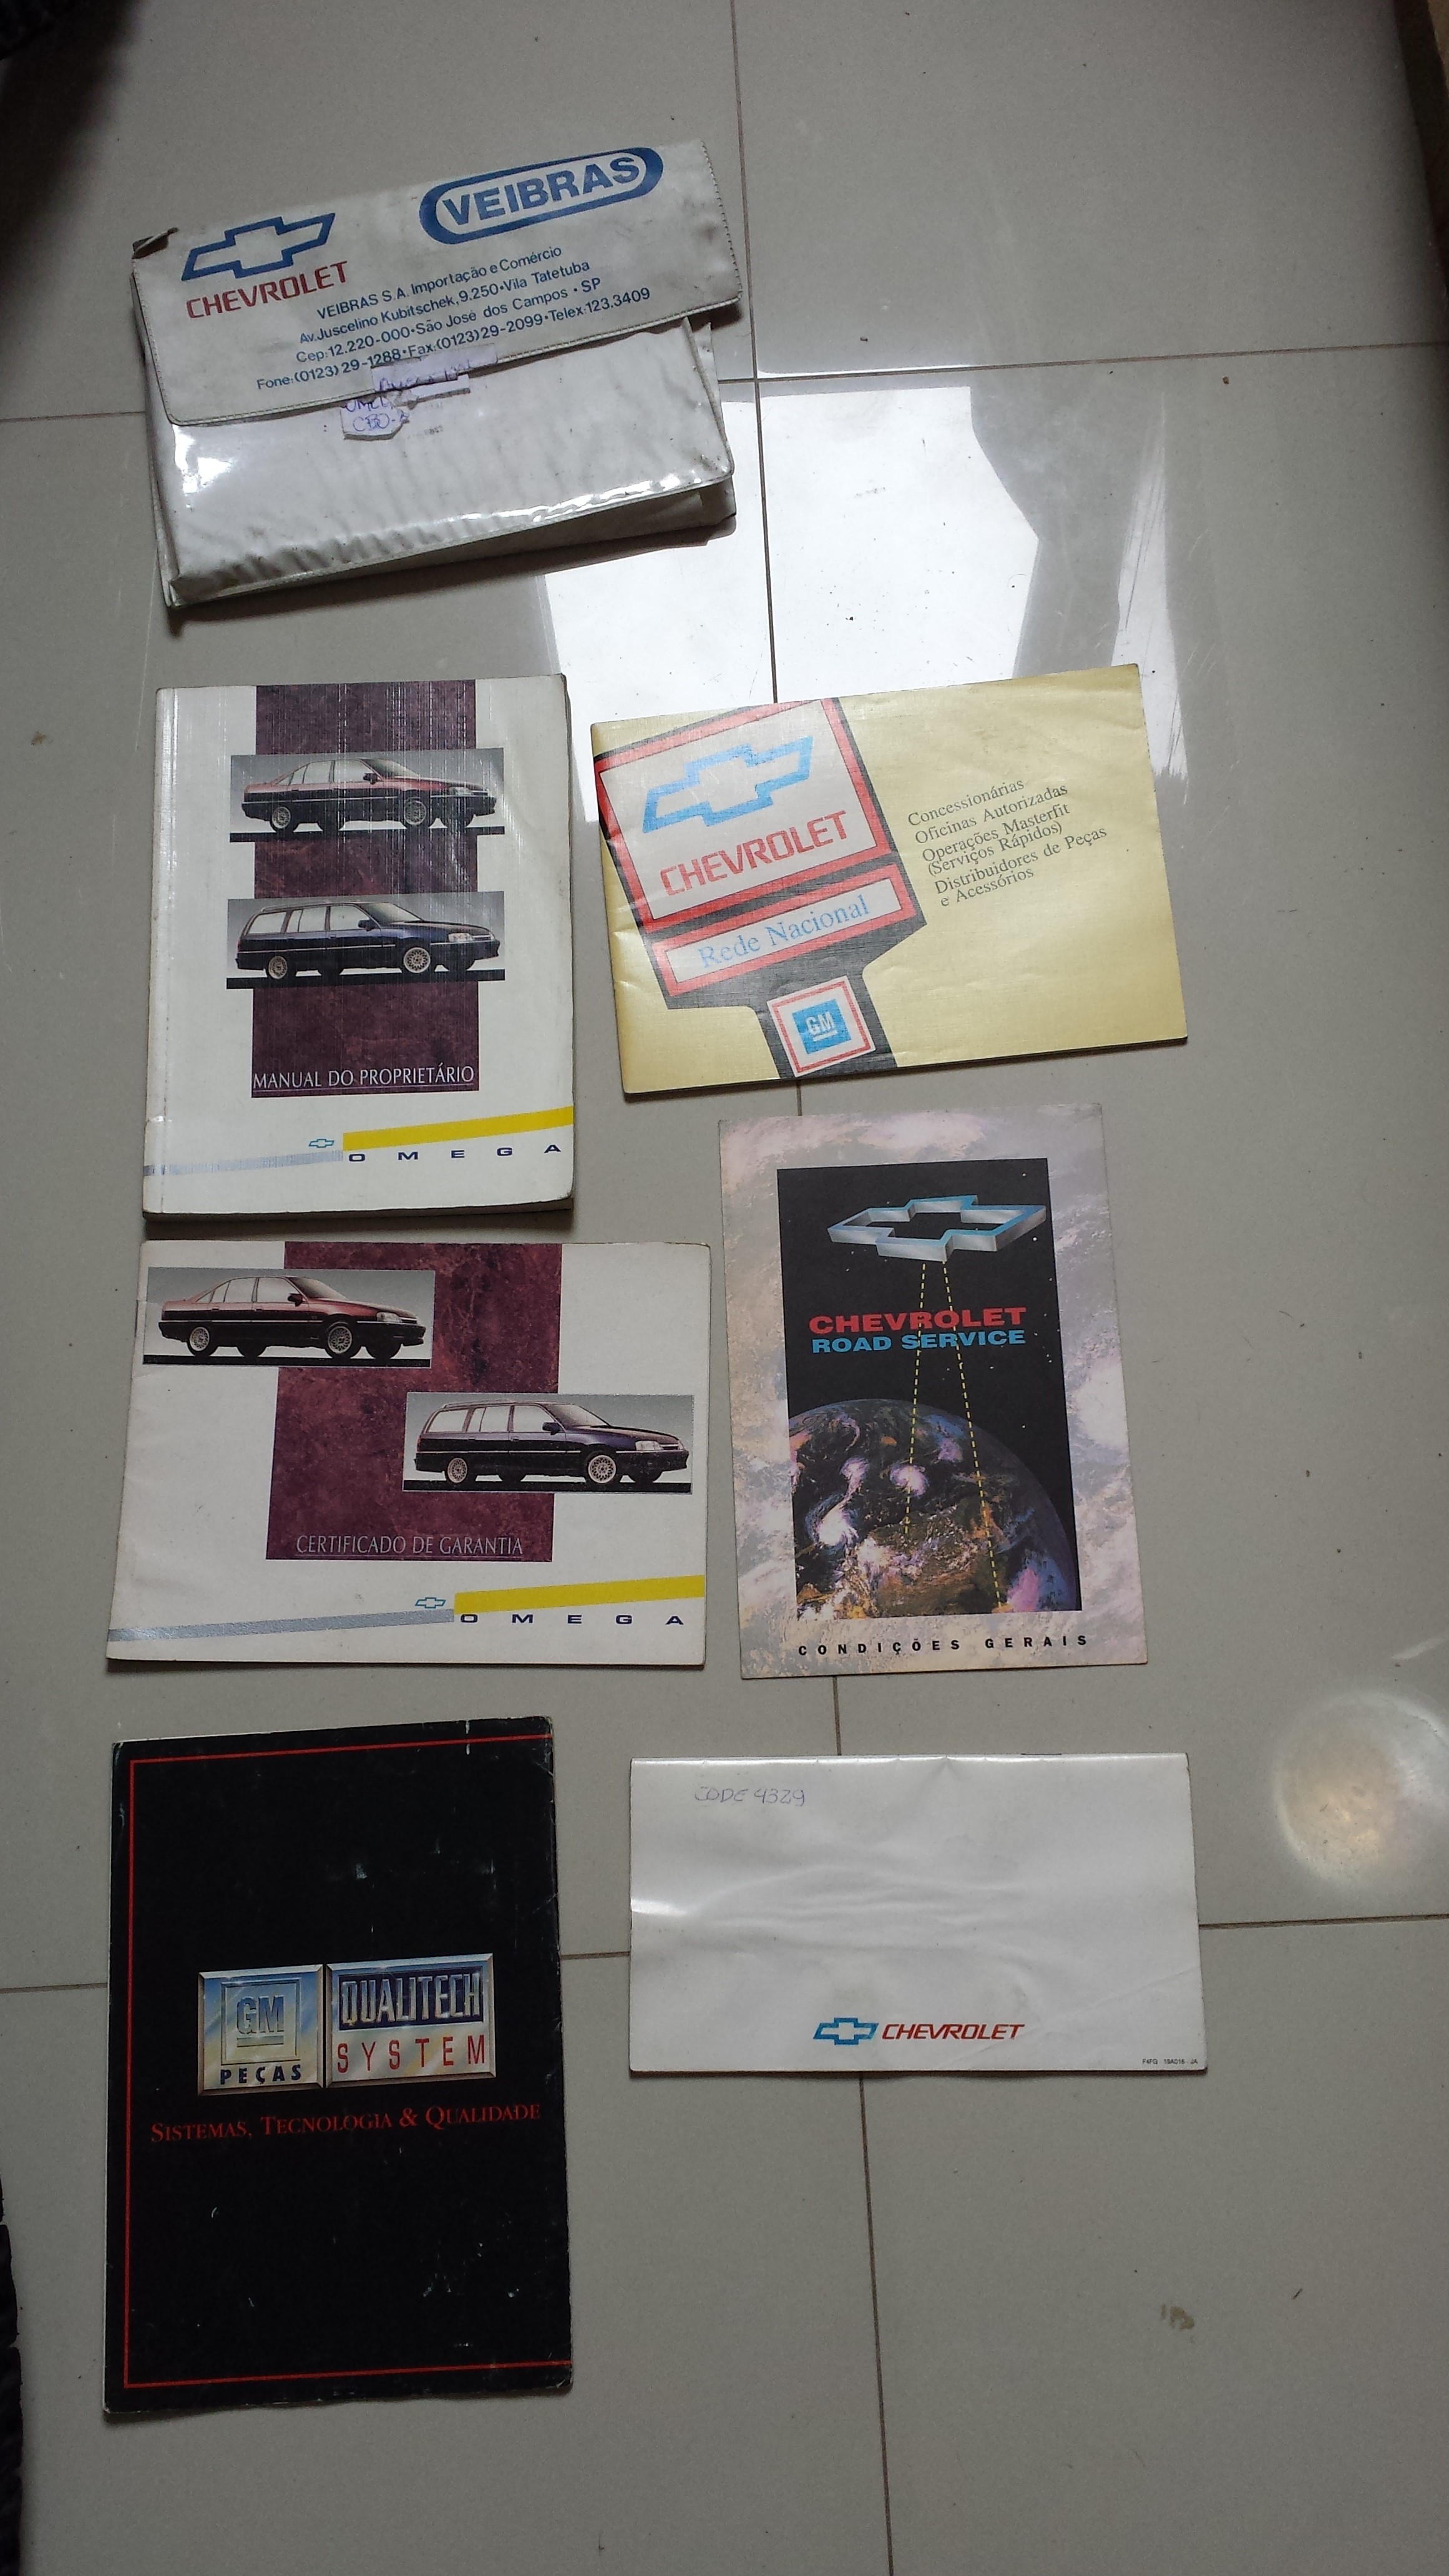 VEIBRAS
CHEVROLET
VEIBRAS S.A. Importação e Comércio
Av. Juscelino Kubitschek, 9.250 • Vila Tatetuba
Cep: 12.220-000 • São José dos Campos • SP
Fone: (0123) 29-1288 • Fax: (0123) 29-2099 • Telex: 123.3409
MANUAL DO PROPRIETÁRIO
OMEGA
CHEVROLET
Rede Nacional
GM
Concessionárias
Oficinas Autorizadas
Operações Masterfit
(Serviços Rápidos)
Distribuidores de Peças
e Acessórios
CERTIFICADO DE GARANTIA
OMEGA
CHEVROLET
ROAD SERVICE
CONDIÇÕES GERAIS
GM
PEÇAS
QUALITECH
SYSTEM
SISTEMAS, TECNOLOGIA & QUALIDADE
CODE 4329
CHEVROLET